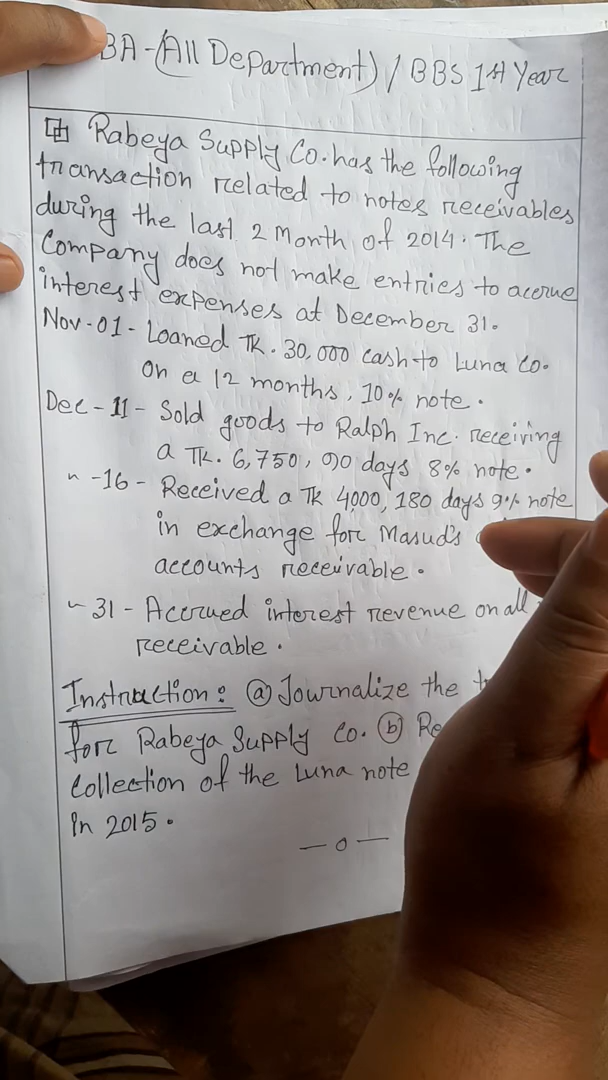 BA-(All Department) / BBS 1st Year
Rabeya Supply Co. has the following
transaction related to notes receivables
during the last 2 Month of 2014. The
Company does not make entries to accrue
interest expenses at December 31.
Nov-01- Loaned TK. 30,000 cash to Luna Co.
on a 12 months, 10% note.
Dec-11- Sold goods to Ralph Inc. receiving
a TK. 6,750, 90 days 8% note.
" -16- Received a TK 4000, 180 days 9% note
in exchange for Masud's
accounts receivable.
" 31- Accrued interest revenue on all
receivable.
Instruction: (a) Journalize the
for Rabeya Supply Co. (b)
Collection of the Luna note
in 2015.
—0—